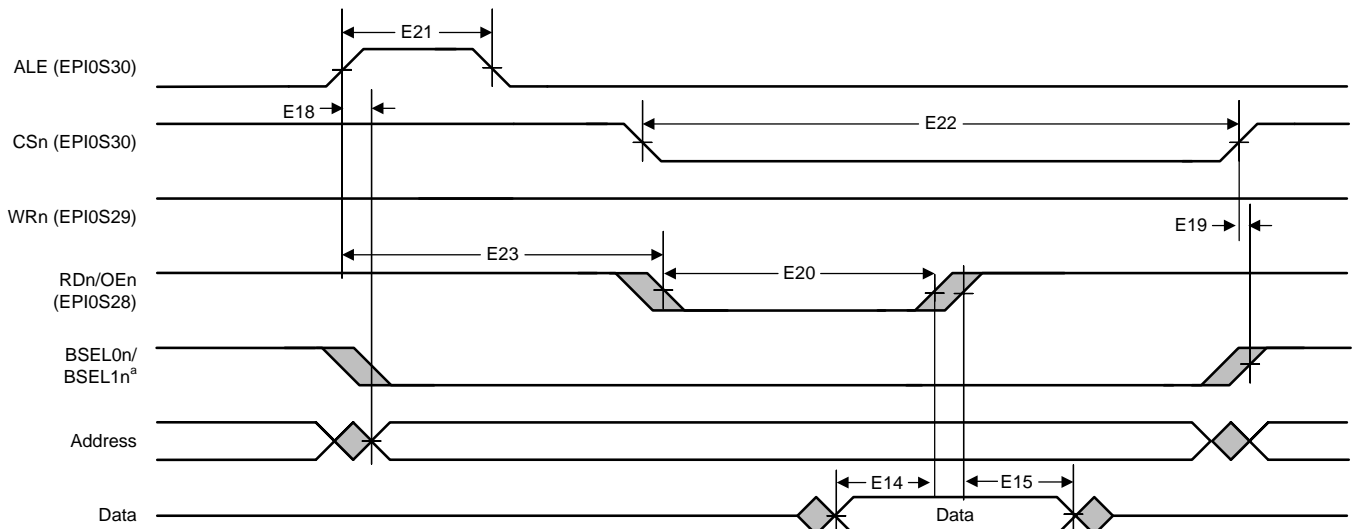 E21
ALE (EPI0S30)
E18
CSn (EPI0S30)
E22
WRn (EPI0S29)
E19
E23
E20
RDn/OEn
(EPI0S28)
BSEL0n/
BSEL1nᵃ
Address
E14
E15
Data
Data